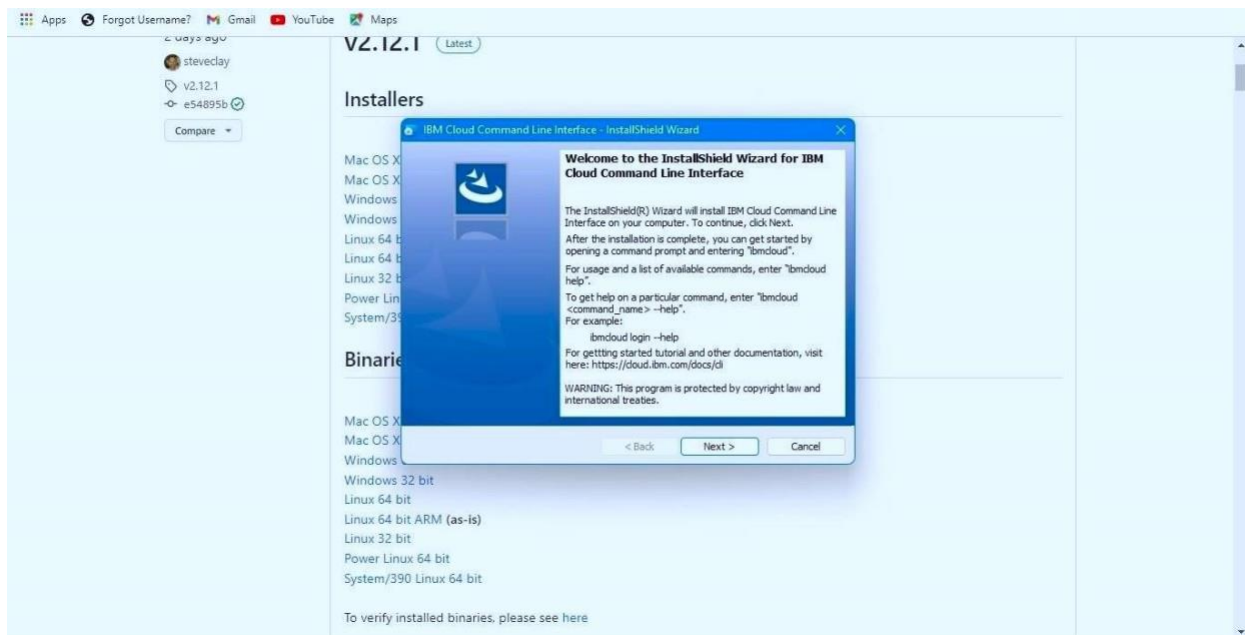 Apps Forgot Username? Gmail YouTube Maps
2 days ago
steveclay
v2.12.1
e54895b
Compare
v2.12.1 Latest
Installers
Mac OS X
Mac OS X
Windows
Windows
Linux 64
Linux 64
Linux 32
Power Lin
System/39
Binarie
Mac OS X
Mac OS X
Windows
Windows 32 bit
Linux 64 bit
Linux 64 bit ARM (as-is)
Linux 32 bit
Power Linux 64 bit
System/390 Linux 64 bit
To verify installed binaries, please see here
IBM Cloud Command Line Interface - InstallShield Wizard
Welcome to the InstallShield Wizard for IBM
Cloud Command Line Interface
The InstallShield(R) Wizard will install IBM Cloud Command Line
Interface on your computer. To continue, click Next.
After the installation is complete, you can get started by
opening a command prompt and entering "ibmcloud".
For usage and a list of available commands, enter "ibmcloud
help".
To get help on a particular command, enter "ibmcloud
<command_name> --help".
For example:
ibmcloud login --help
For gettting started tutorial and other documentation, visit
here: https://cloud.ibm.com/docs/cli
WARNING: This program is protected by copyright law and
international treaties.
< Back Next > Cancel